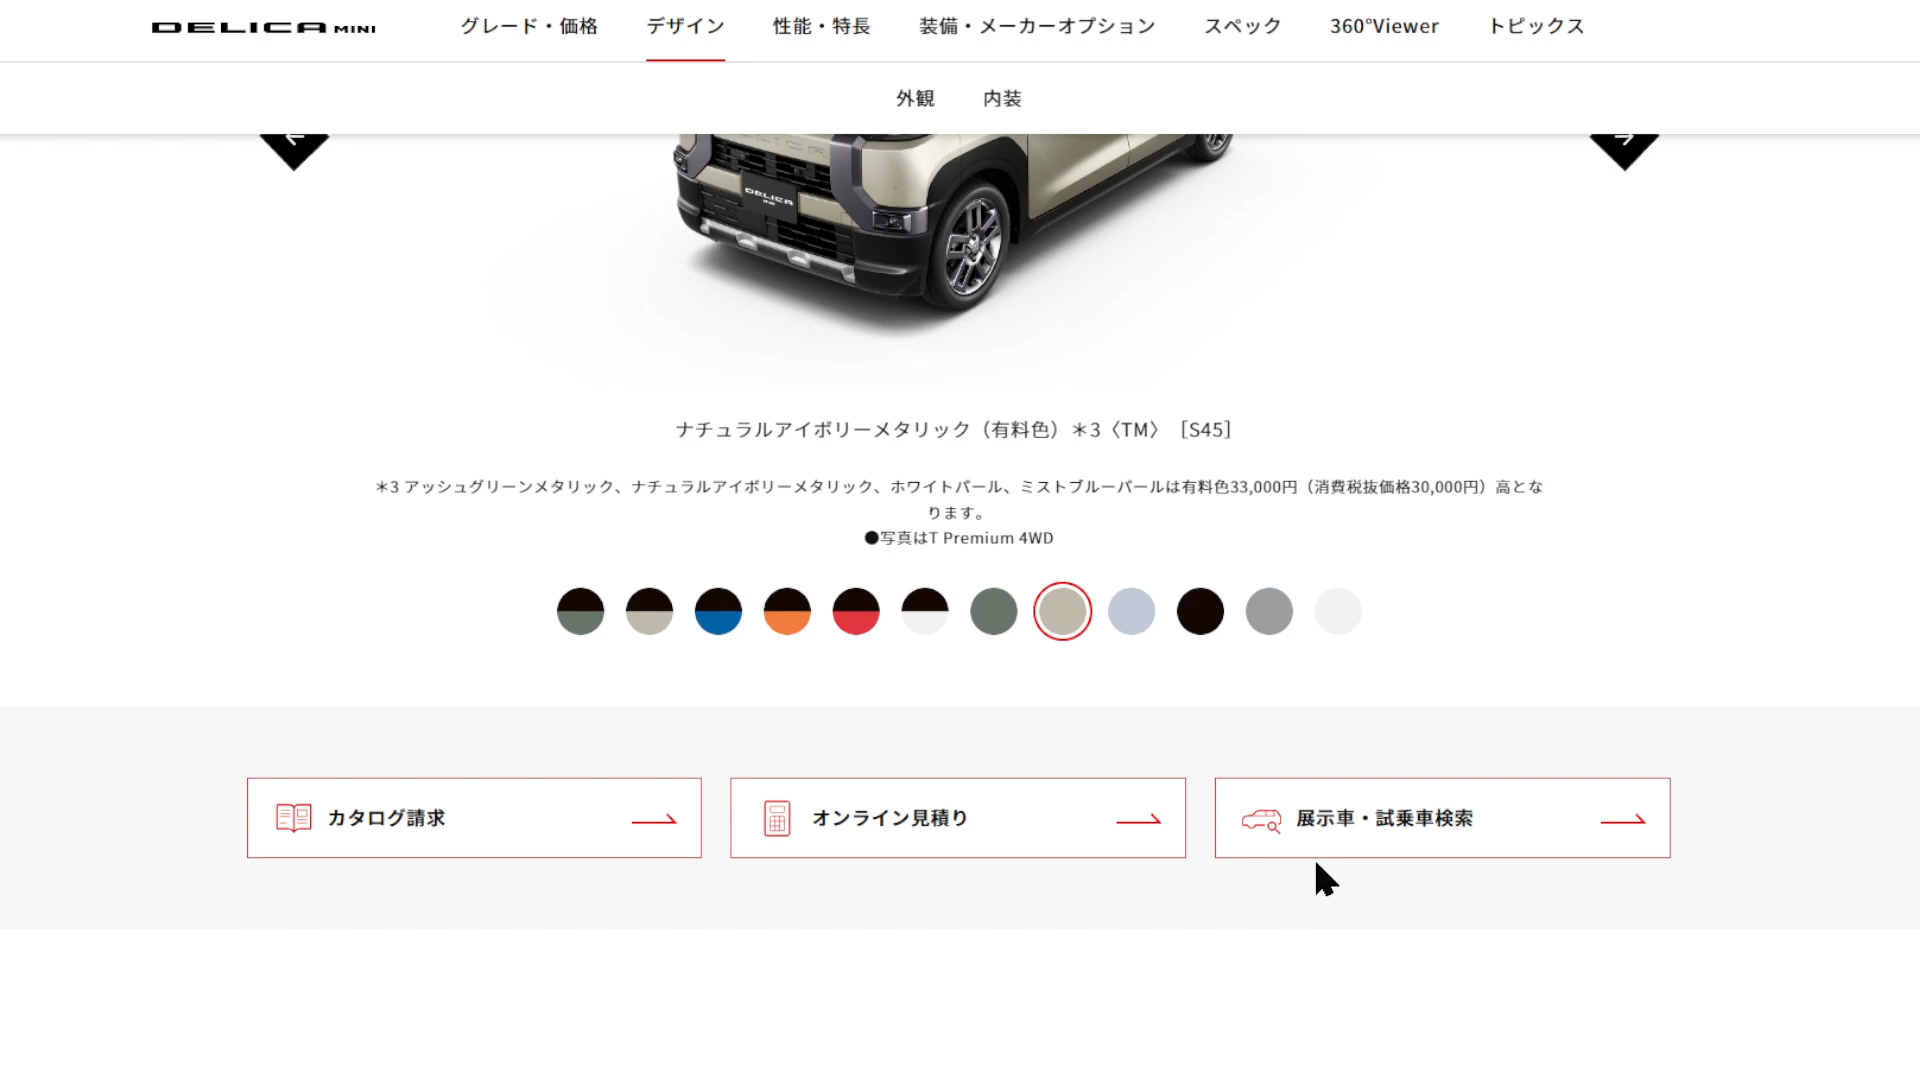 DELICA MINI
グレード・価格
デザイン
性能・特長
装備・メーカーオプション
スペック
360°Viewer
トピックス
外観
内装
DELICA
ナチュラルアイボリーメタリック（有料色）＊3〈TM〉［S45］
＊3 アッシュグリーンメタリック、ナチュラルアイボリーメタリック、ホワイトパール、ミストブルーパールは有料色33,000円（消費税抜価格30,000円）高とな
ります。
●写真はT Premium 4WD
カタログ請求
オンライン見積り
展示車・試乗車検索